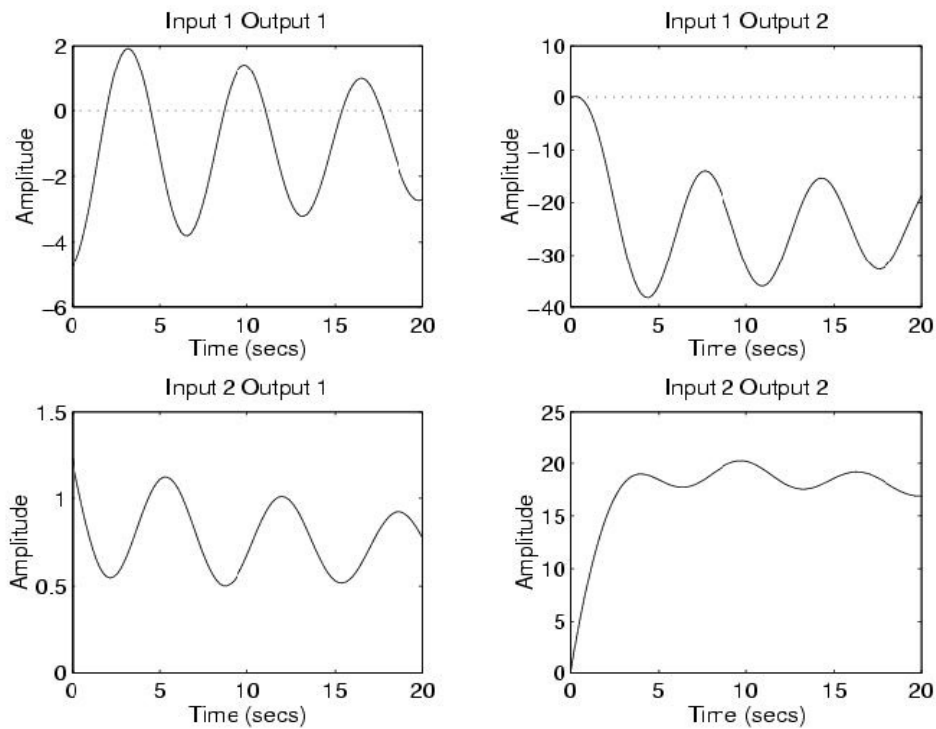 Input 1 Output 1
Amplitude
2
0
−2
−4
−6
0 5 10 15 20
Time (secs)
Input 1 Output 2
Amplitude
10
0
−10
−20
−30
−40
0 5 10 15 20
Time (secs)
Input 2 Output 1
Amplitude
1.5
1
0.5
0
0 5 10 15 20
Time (secs)
Input 2 Output 2
Amplitude
25
20
15
10
5
0
0 5 10 15 20
Time (secs)